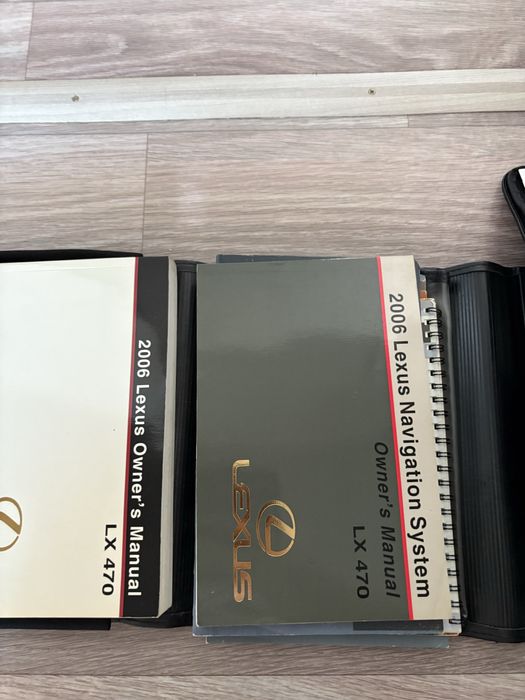 2006 Lexus Owner's Manual
LX 470
2006 Lexus Navigation System
Owner's Manual
LX 470
LEXUS